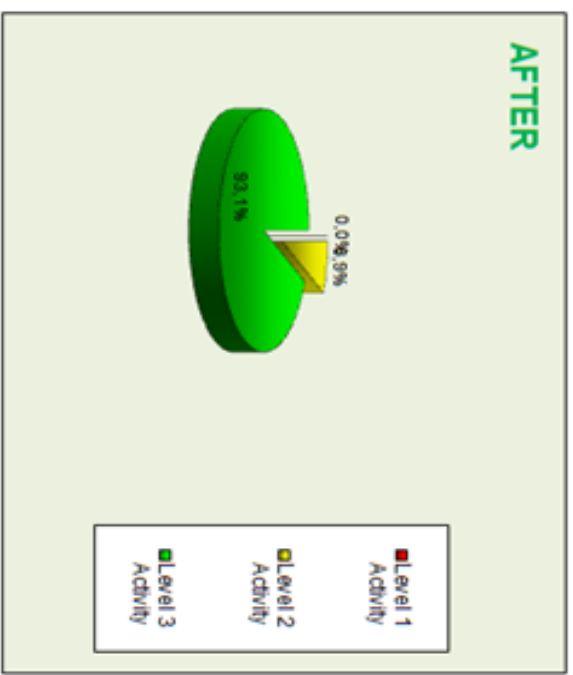 AFTER
0.0%
6.9%
93.1%
Level 1
Activity
Level 2
Activity
Level 3
Activity